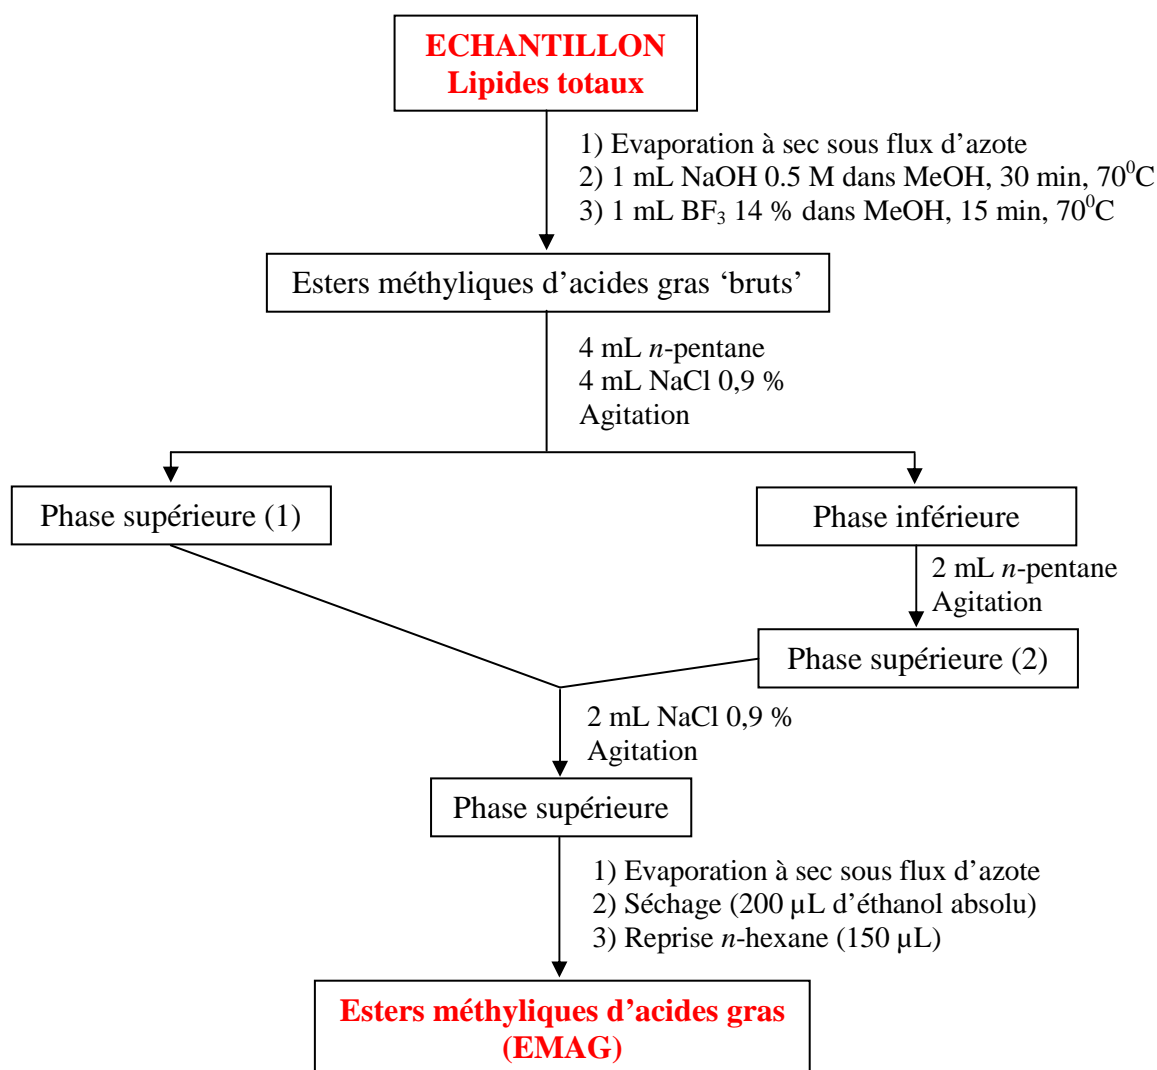 ECHANTILLON
Lipides totaux
1) Evaporation à sec sous flux d’azote
2) 1 mL NaOH 0.5 M dans MeOH, 30 min, 70⁰C
3) 1 mL BF₃ 14 % dans MeOH, 15 min, 70⁰C
Esters méthyliques d’acides gras ‘bruts’
4 mL n-pentane
4 mL NaCl 0,9 %
Agitation
Phase supérieure (1)
Phase inférieure
2 mL n-pentane
Agitation
Phase supérieure (2)
2 mL NaCl 0,9 %
Agitation
Phase supérieure
1) Evaporation à sec sous flux d’azote
2) Séchage (200 µL d’éthanol absolu)
3) Reprise n-hexane (150 µL)
Esters méthyliques d’acides gras
(EMAG)